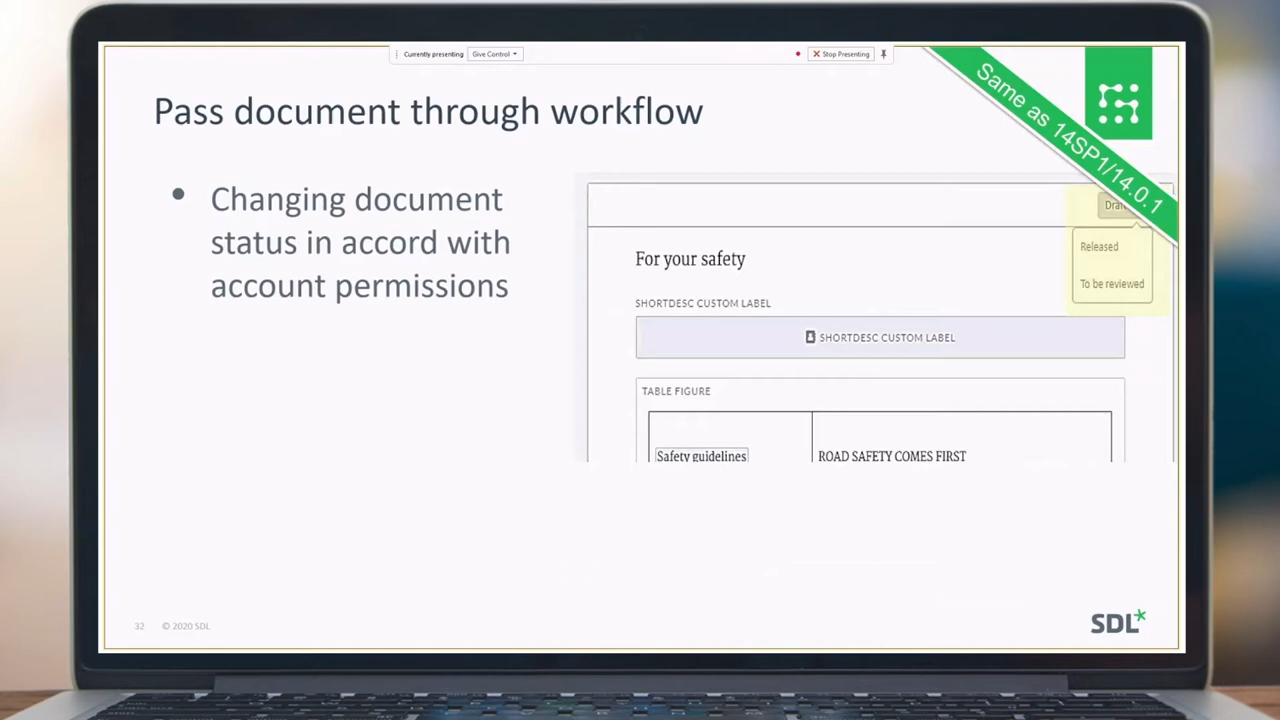 Currently presenting Give Control
Stop Presenting
Pass document through workflow
Same as 14SP1/14.0.1
• Changing document
status in accord with
account permissions
Released
To be reviewed
For your safety
SHORTDESC CUSTOM LABEL
SHORTDESC CUSTOM LABEL
TABLE FIGURE
Safety guidelines
ROAD SAFETY COMES FIRST
32 © 2020 SDL
SDL*